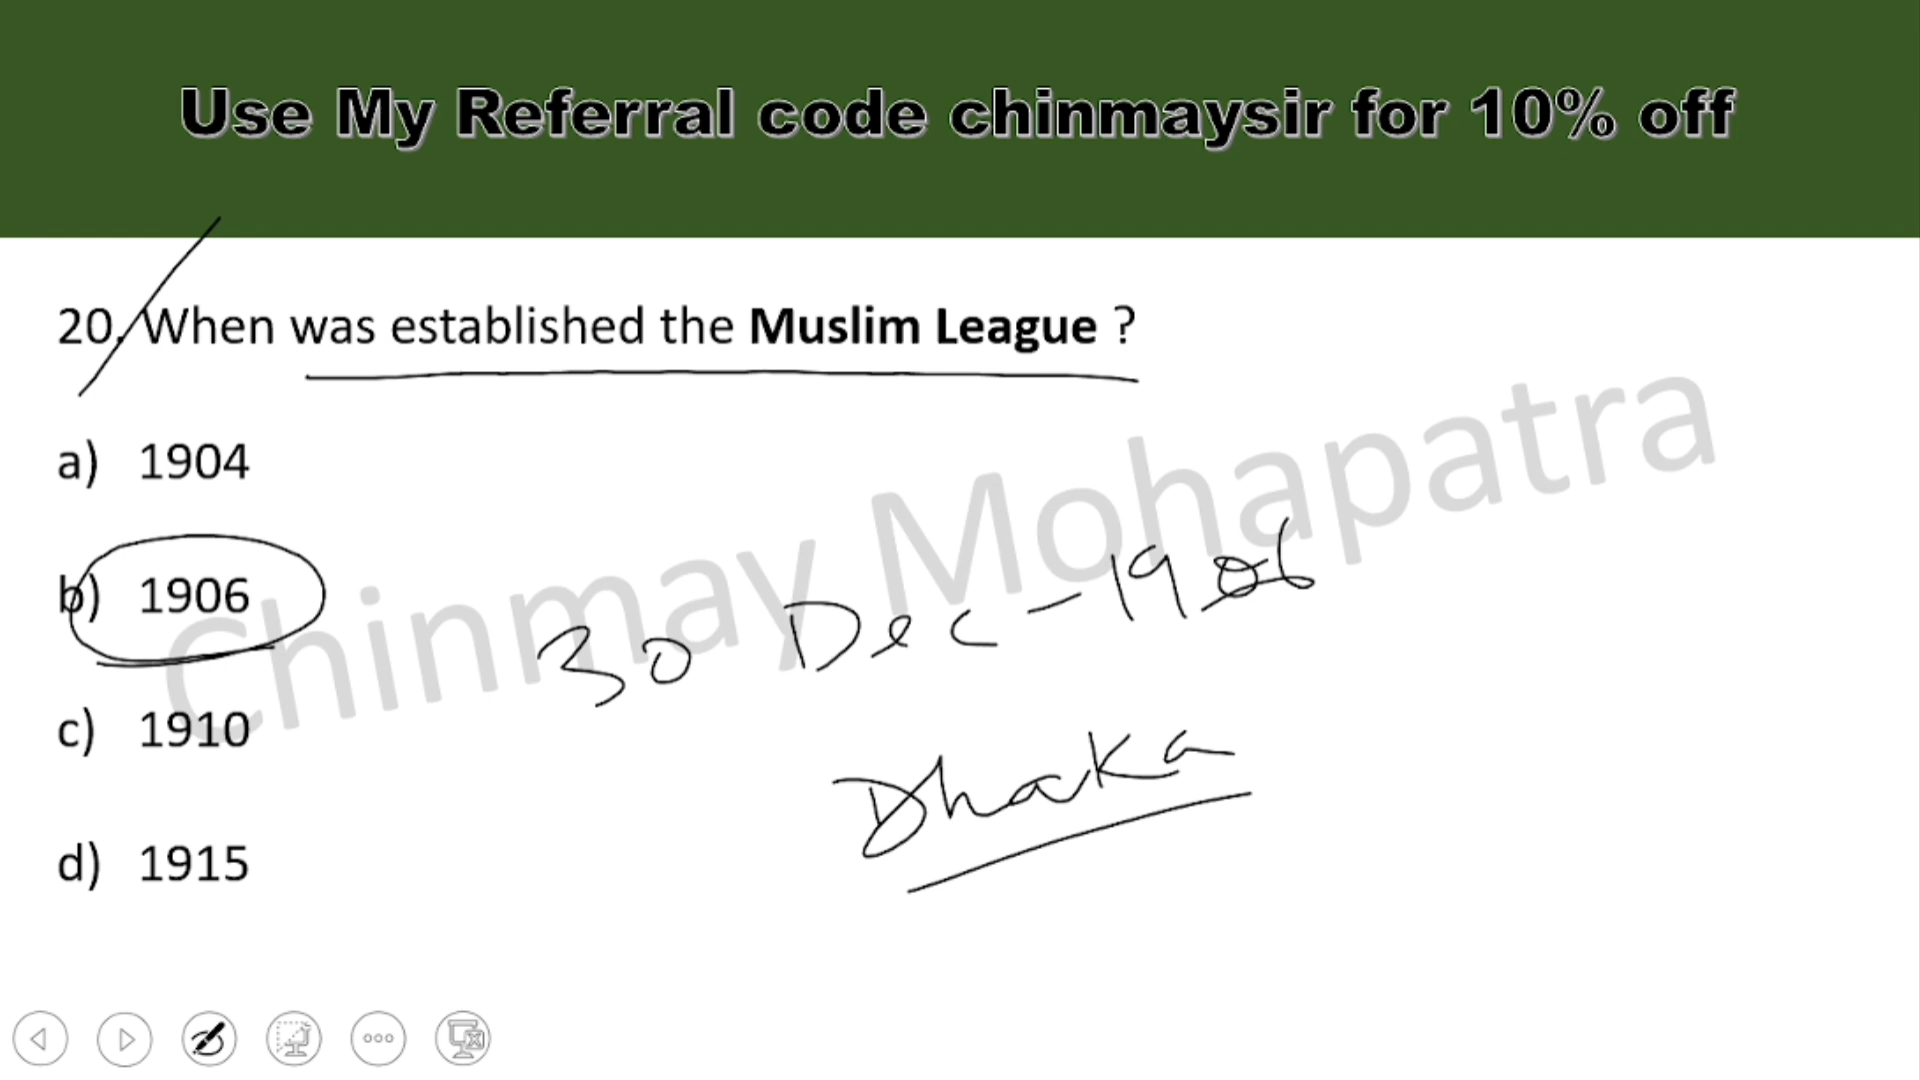 Use My Referral code chinmaysir for 10% off
20. When was established the Muslim League ?
a) 1904
b) 1906
c) 1910
d) 1915
30 Dec - 1906
Dhaka
Chinmay Mohapatra